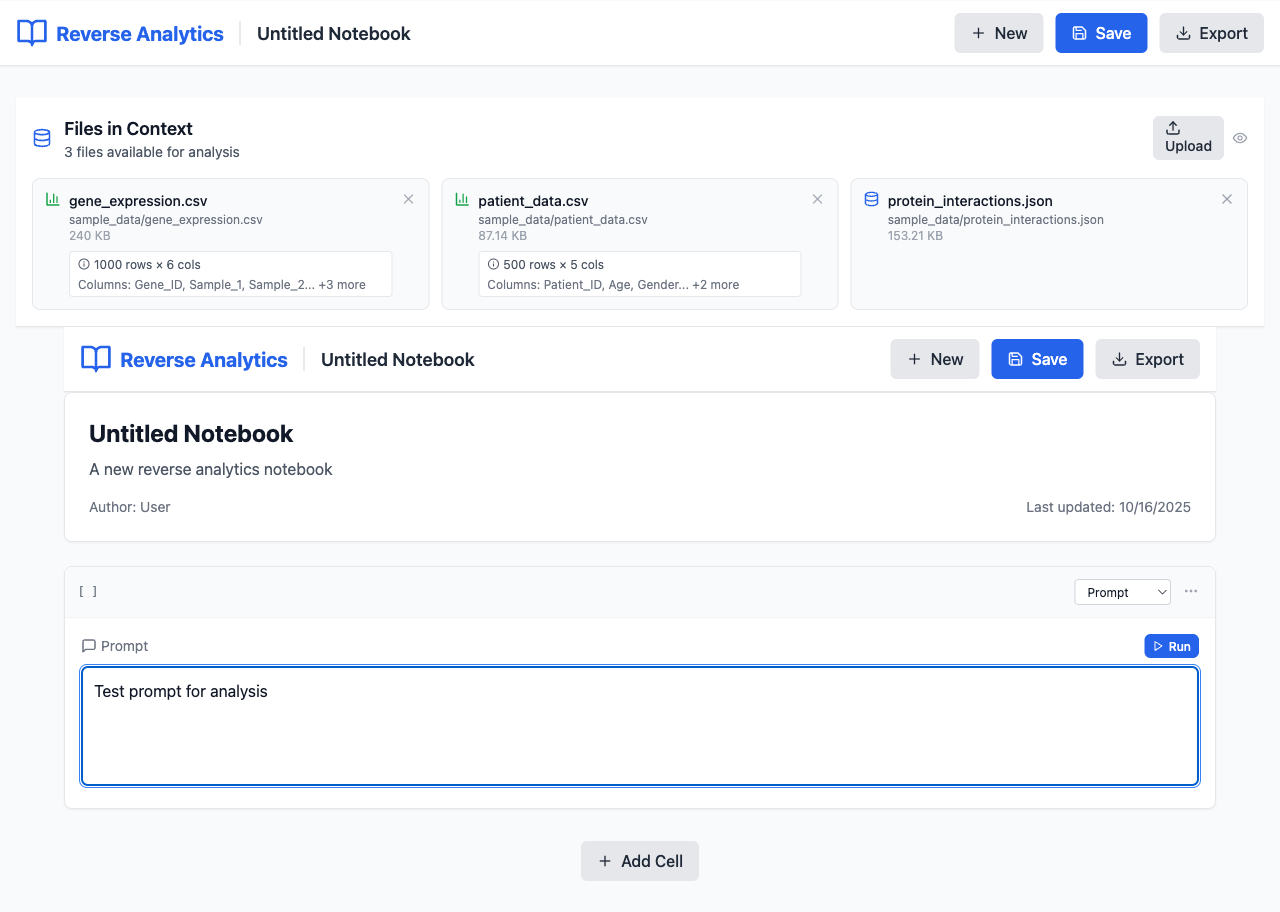 Reverse Analytics Untitled Notebook New Save Export
Files in Context
3 files available for analysis
Upload
gene_expression.csv
sample_data/gene_expression.csv
240 KB
1000 rows × 6 cols
Columns: Gene_ID, Sample_1, Sample_2... +3 more
patient_data.csv
sample_data/patient_data.csv
87.14 KB
500 rows × 5 cols
Columns: Patient_ID, Age, Gender... +2 more
protein_interactions.json
sample_data/protein_interactions.json
153.21 KB
Reverse Analytics Untitled Notebook New Save Export
Untitled Notebook
A new reverse analytics notebook
Author: User Last updated: 10/16/2025
[ ] Prompt
Prompt Run
Test prompt for analysis
Add Cell